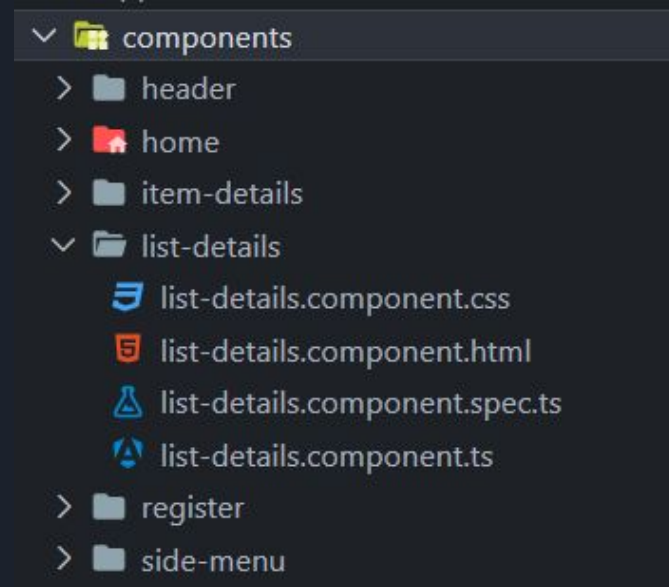 components
header
home
item-details
list-details
list-details.component.css
list-details.component.html
list-details.component.spec.ts
list-details.component.ts
register
side-menu